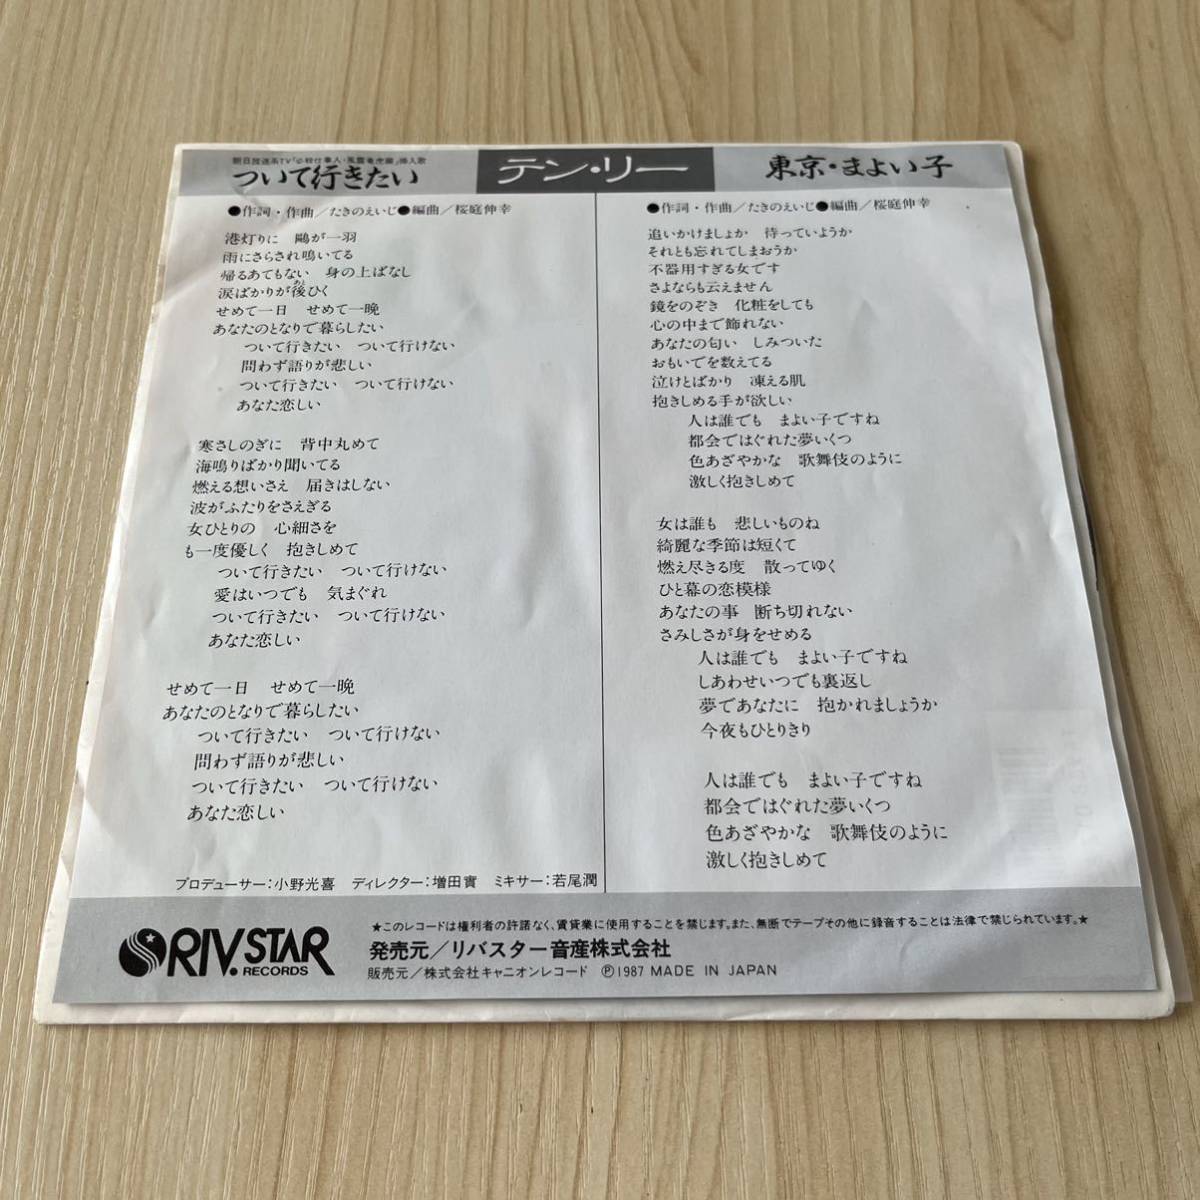 朝日放送系TV「必殺仕事人・風雲竜虎編」挿入歌
ついて行きたい
テン・リー
東京・まよい子
●作詞・作曲／たきのえいじ●編曲／桜庭伸幸
港灯りに 鷗が一羽
雨にさらされ鳴いてる
帰るあてもない 身の上ばなし
あと
涙ばかりが後ひく
せめて一日 せめて一晩
あなたのとなりで暮らしたい
ついて行きたい ついて行けない
問わず語りが悲しい
ついて行きたい ついて行けない
あなた恋しい
寒さしのぎに 背中丸めて
海鳴りばかり聞いてる
燃える想いさえ 届きはしない
波がふたりをさえぎる
女ひとりの 心細さを
も一度優しく 抱きしめて
ついて行きたい ついて行けない
愛はいつでも 気まぐれ
ついて行きたい ついて行けない
あなた恋しい
せめて一日 せめて一晩
あなたのとなりで暮らしたい
ついて行きたい ついて行けない
問わず語りが悲しい
ついて行きたい ついて行けない
あなた恋しい
●作詞・作曲／たきのえいじ●編曲／桜庭伸幸
追いかけましょか 待っていようか
それとも忘れてしまおうか
不器用すぎる女です
さよならも云えません
鏡をのぞき 化粧をしても
心の中まで飾れない
あなたの匂い しみついた
おもいでを数えてる
泣けとばかり 凍える肌
抱きしめる手が欲しい
人は誰でも まよい子ですね
都会ではぐれた夢いくつ
色あざやかな 歌舞伎のように
激しく抱きしめて
女は誰も 悲しいものね
綺麗な季節は短くて
燃え尽きる度 散ってゆく
ひと幕の恋模様
あなたの事 断ち切れない
さみしさが身をせめる
人は誰でも まよい子ですね
しあわせいつでも裏返し
夢であなたに 抱かれましょうか
今夜もひとりきり
人は誰でも まよい子ですね
都会ではぐれた夢いくつ
色あざやかな 歌舞伎のように
激しく抱きしめて
プロデューサー：小野光喜 ディレクター：増田實 ミキサー：若尾潤
RIV.STAR
RECORDS
★このレコードは権利者の許諾なく、賃貸業に使用することを禁じます。また、無断でテープその他に録音することは法律で禁じられています。★
発売元／リバスター音産株式会社
販売元／株式会社キャニオンレコード ℗1987 MADE IN JAPAN